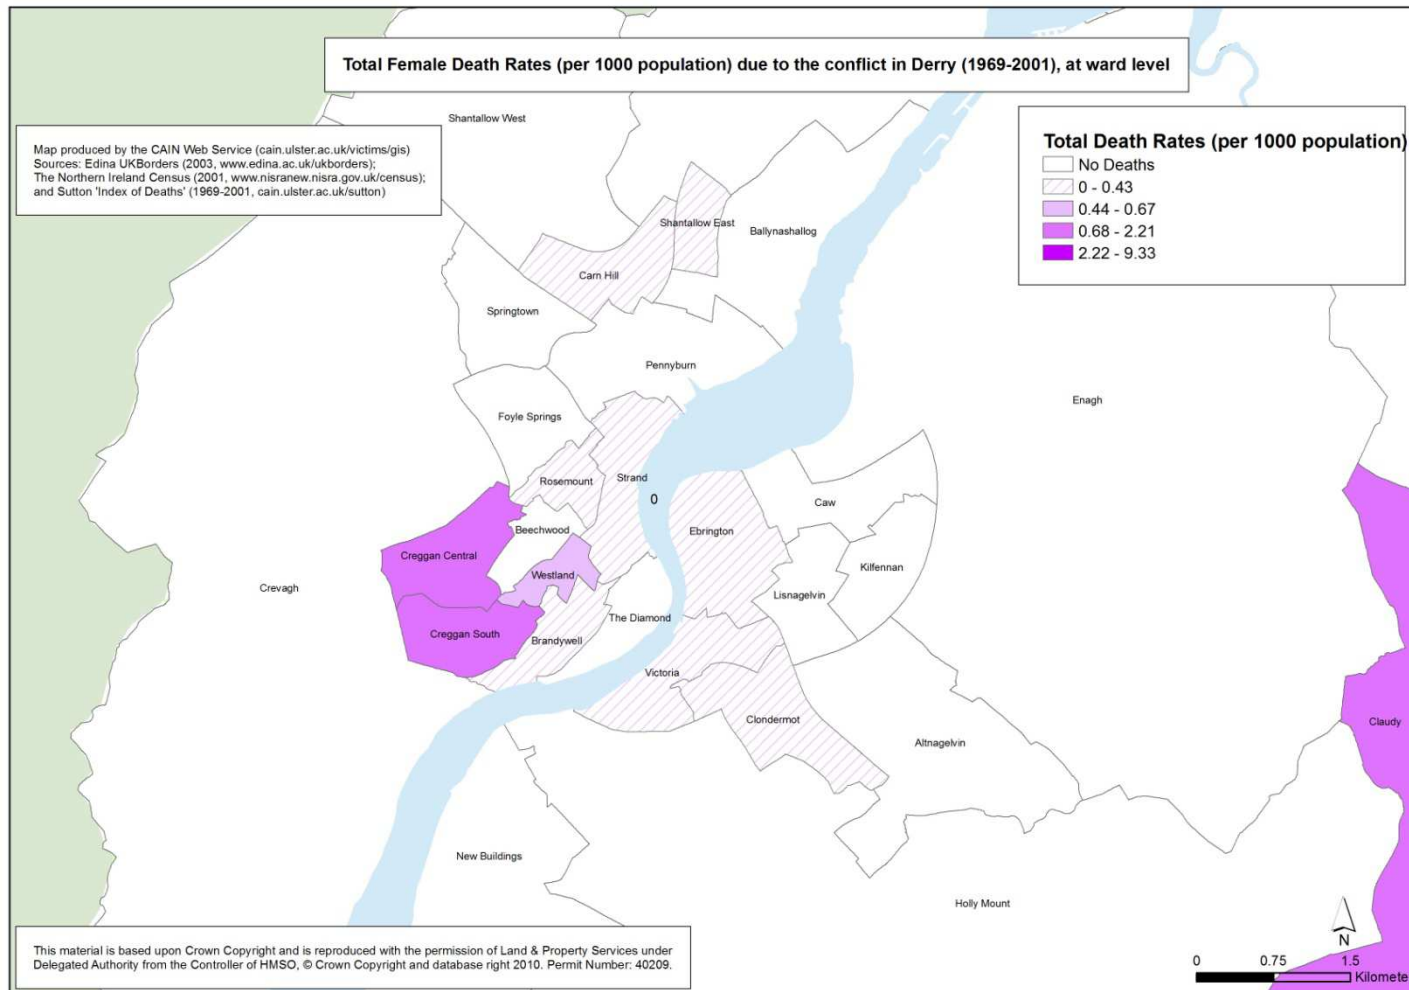 Total Female Death Rates (per 1000 population) due to the conflict in Derry (1969-2001), at ward level
Map produced by the CAIN Web Service (cain.ulster.ac.uk/victims/gis)
Sources: Edina UKBorders (2003, www.edina.ac.uk/ukborders);
The Northern Ireland Census (2001, www.nisranew.nisra.gov.uk/census);
and Sutton 'Index of Deaths' (1969-2001, cain.ulster.ac.uk/sutton)
Total Death Rates (per 1000 population)
No Deaths
0 - 0.43
0.44 - 0.67
0.68 - 2.21
2.22 - 9.33
Shantallow West
Shantallow East
Ballynashallog
Carn Hill
Springtown
Pennyburn
Enagh
Foyle Springs
Rosemount
Strand
0
Caw
Beechwood
Ebrington
Creggan Central
Kilfennan
Westland
Crevagh
Lisnagelvin
The Diamond
Creggan South
Brandywell
Victoria
Clondermot
Claudy
Altnagelvin
New Buildings
Holly Mount
This material is based upon Crown Copyright and is reproduced with the permission of Land & Property Services under
Delegated Authority from the Controller of HMSO, © Crown Copyright and database right 2010. Permit Number: 40209.
N
0 0.75 1.5
Kilomete